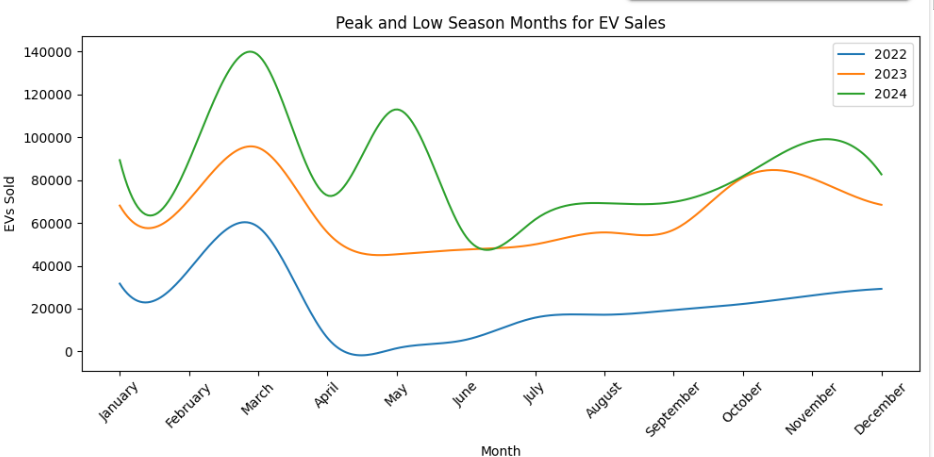 Peak and Low Season Months for EV Sales
2022
2023
2024
EVs Sold
140000
120000
100000
80000
60000
40000
20000
0
January
February
March
April
May
June
July
August
September
October
November
December
Month